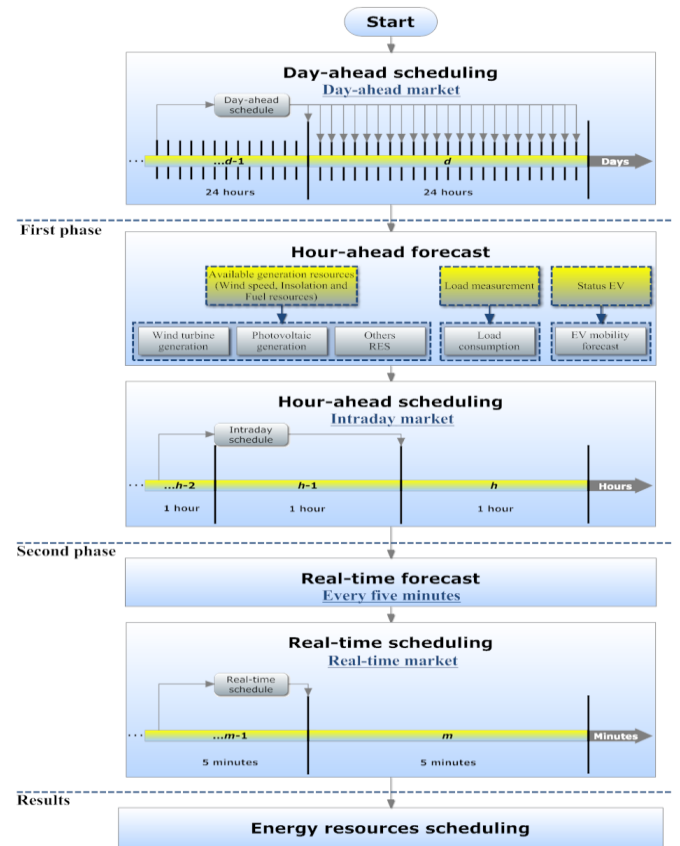 Start
Day-ahead scheduling
Day-ahead market
Day-ahead
schedule
...d-1
d
Days
24 hours
24 hours
First phase
Hour-ahead forecast
Available generation resources
(Wind speed, Insolation and
Fuel resources)
Load measurement
Status EV
Wind turbine
generation
Photovoltaic
generation
Others
RES
Load
consumption
EV mobility
forecast
Hour-ahead scheduling
Intraday market
Intraday
schedule
...h-2
h-1
h
Hours
1 hour
1 hour
1 hour
Second phase
Real-time forecast
Every five minutes
Real-time scheduling
Real-time market
Real-time
schedule
...m-1
m
Minutes
5 minutes
5 minutes
Results
Energy resources scheduling